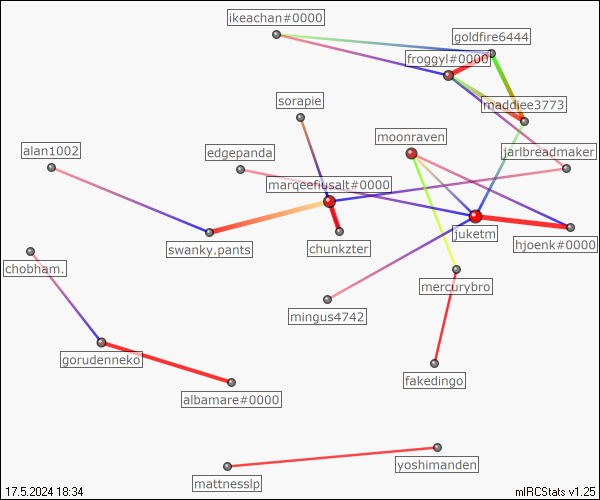 ikeachan#0000
goldfire6444
froggyl#0000
sorapie
maddiee3773
moonraven
alan1002
edgepanda
jarlbreadmaker
marqeefiusalt#0000
juketm
swanky.pants
chunkzter
hjoenk#0000
chobham.
mercurybro
mingus4742
gorudenneko
fakedingo
albamare#0000
yoshimanden
mattnesslp
17.5.2024 18:34
mIRCStats v1.25